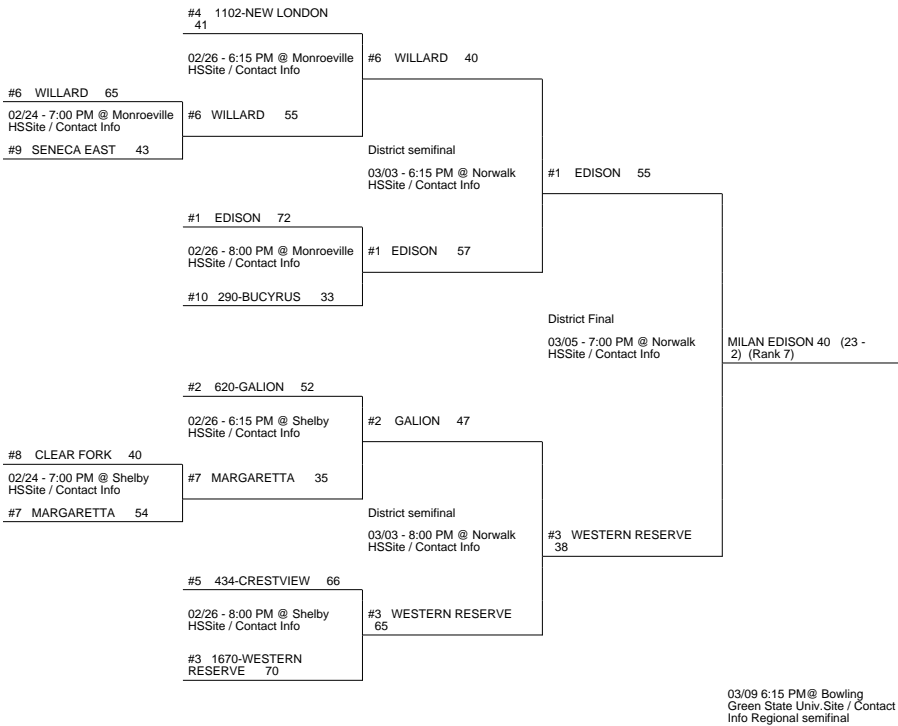 #4 1102-NEW LONDON
41
02/26 - 6:15 PM @ Monroeville
HSSite / Contact Info
#6 WILLARD 40
#6 WILLARD 65
02/24 - 7:00 PM @ Monroeville
HSSite / Contact Info
#6 WILLARD 55
#9 SENECA EAST 43
District semifinal
03/03 - 6:15 PM @ Norwalk
HSSite / Contact Info
#1 EDISON 55
#1 EDISON 72
02/26 - 8:00 PM @ Monroeville
HSSite / Contact Info
#1 EDISON 57
#10 290-BUCYRUS 33
District Final
03/05 - 7:00 PM @ Norwalk
HSSite / Contact Info
MILAN EDISON 40 (23 -
2) (Rank 7)
#2 620-GALION 52
02/26 - 6:15 PM @ Shelby
HSSite / Contact Info
#2 GALION 47
#8 CLEAR FORK 40
02/24 - 7:00 PM @ Shelby
HSSite / Contact Info
#7 MARGARETTA 35
#7 MARGARETTA 54
District semifinal
03/03 - 8:00 PM @ Norwalk
HSSite / Contact Info
#3 WESTERN RESERVE
38
#5 434-CRESTVIEW 66
02/26 - 8:00 PM @ Shelby
HSSite / Contact Info
#3 WESTERN RESERVE
65
#3 1670-WESTERN
RESERVE 70
03/09 6:15 PM@ Bowling
Green State Univ.Site / Contact
Info Regional semifinal